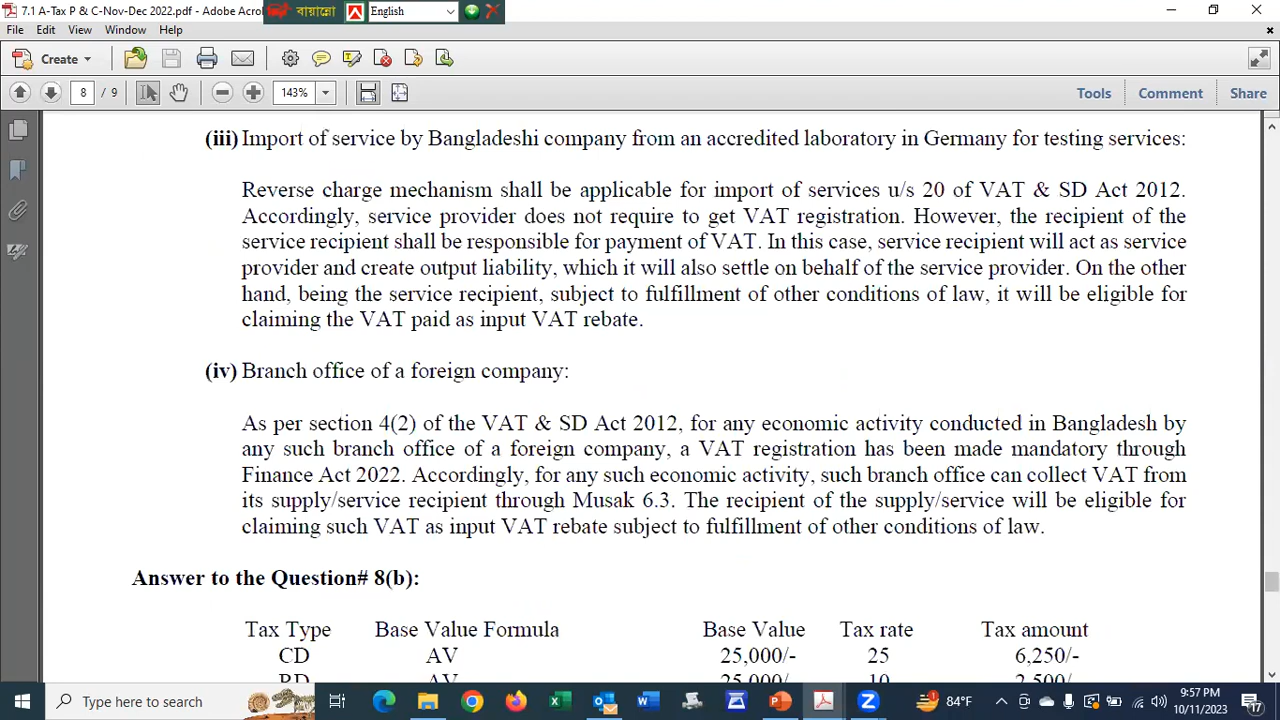 7.1 A-Tax P & C-Nov-Dec 2022.pdf - Adobe Acro
বায়ান্নো
English
File Edit View Window Help
Create
8 / 9
143%
Tools Comment Share
(iii) Import of service by Bangladeshi company from an accredited laboratory in Germany for testing services:
Reverse charge mechanism shall be applicable for import of services u/s 20 of VAT & SD Act 2012.
Accordingly, service provider does not require to get VAT registration. However, the recipient of the
service recipient shall be responsible for payment of VAT. In this case, service recipient will act as service
provider and create output liability, which it will also settle on behalf of the service provider. On the other
hand, being the service recipient, subject to fulfillment of other conditions of law, it will be eligible for
claiming the VAT paid as input VAT rebate.
(iv) Branch office of a foreign company:
As per section 4(2) of the VAT & SD Act 2012, for any economic activity conducted in Bangladesh by
any such branch office of a foreign company, a VAT registration has been made mandatory through
Finance Act 2022. Accordingly, for any such economic activity, such branch office can collect VAT from
its supply/service recipient through Musak 6.3. The recipient of the supply/service will be eligible for
claiming such VAT as input VAT rebate subject to fulfillment of other conditions of law.
Answer to the Question# 8(b):
Tax Type Base Value Formula Base Value Tax rate Tax amount
CD AV 25,000/- 25 6,250/-
RD AV 25,000/- 10 2,500/-
Type here to search
84°F
9:57 PM
10/11/2023
17